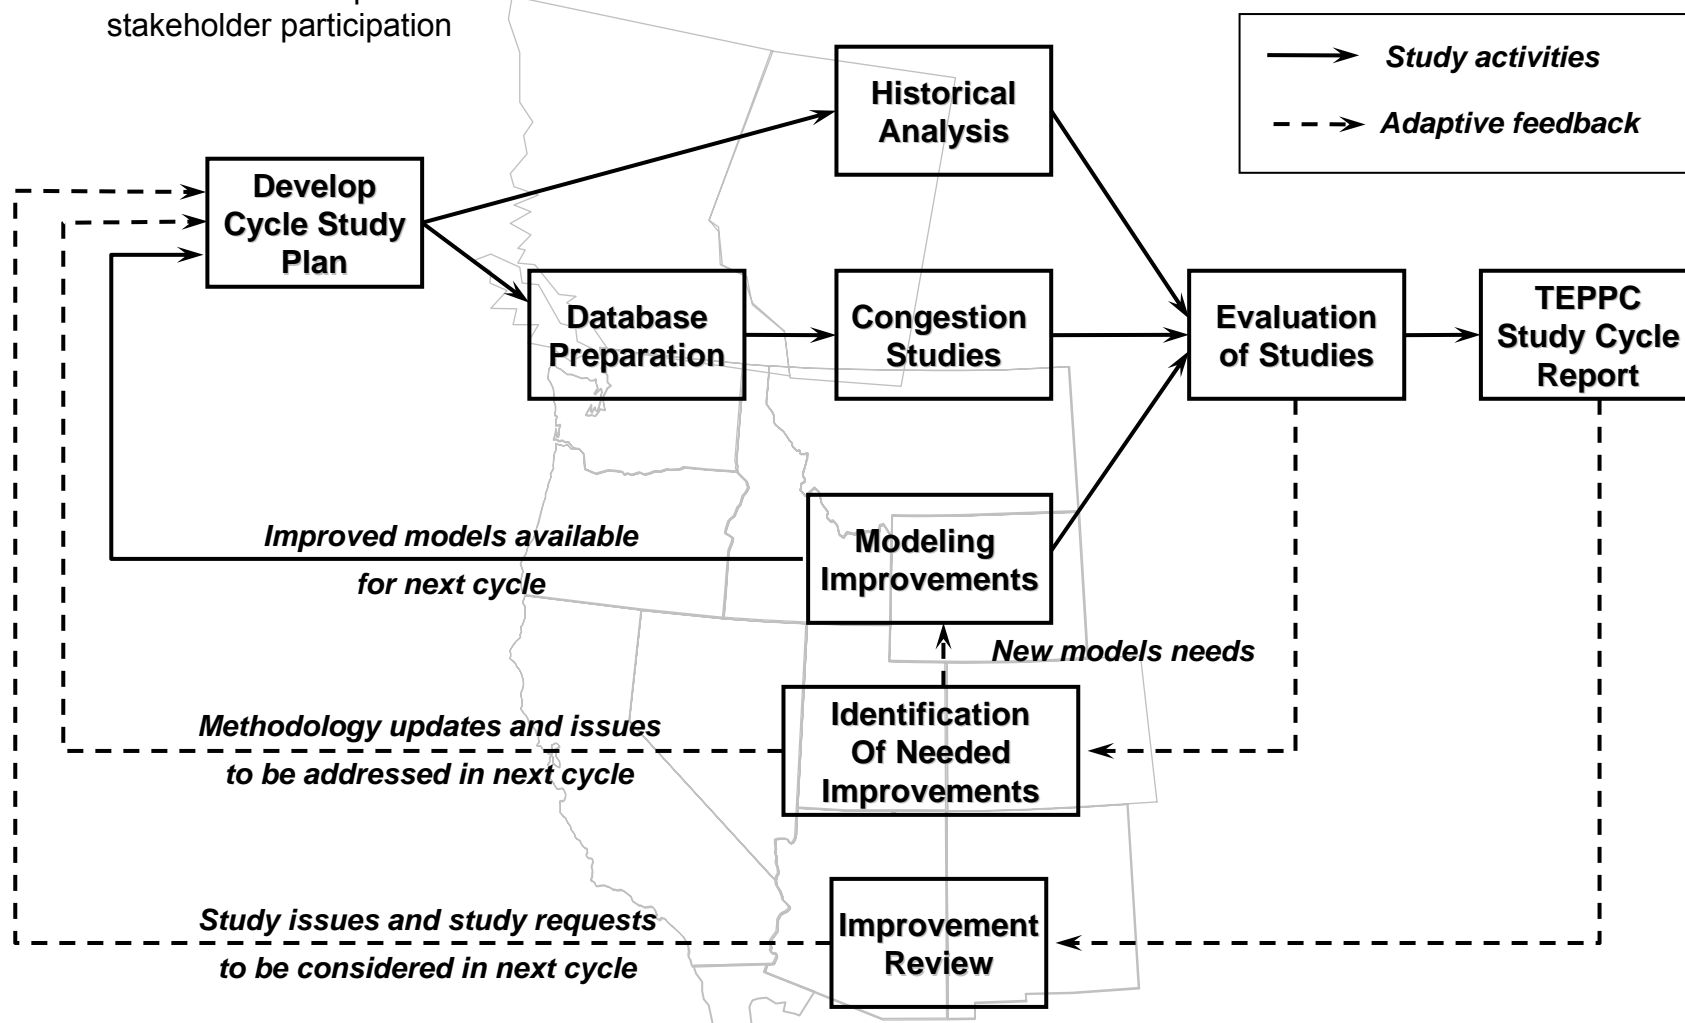 stakeholder participation
Study activities
Adaptive feedback
Historical
Analysis
Develop
Cycle Study
Plan
Database
Preparation
Congestion
Studies
Evaluation
of Studies
TEPPC
Study Cycle
Report
Improved models available
for next cycle
Modeling
Improvements
New models needs
Methodology updates and issues
to be addressed in next cycle
Identification
Of Needed
Improvements
Study issues and study requests
to be considered in next cycle
Improvement
Review